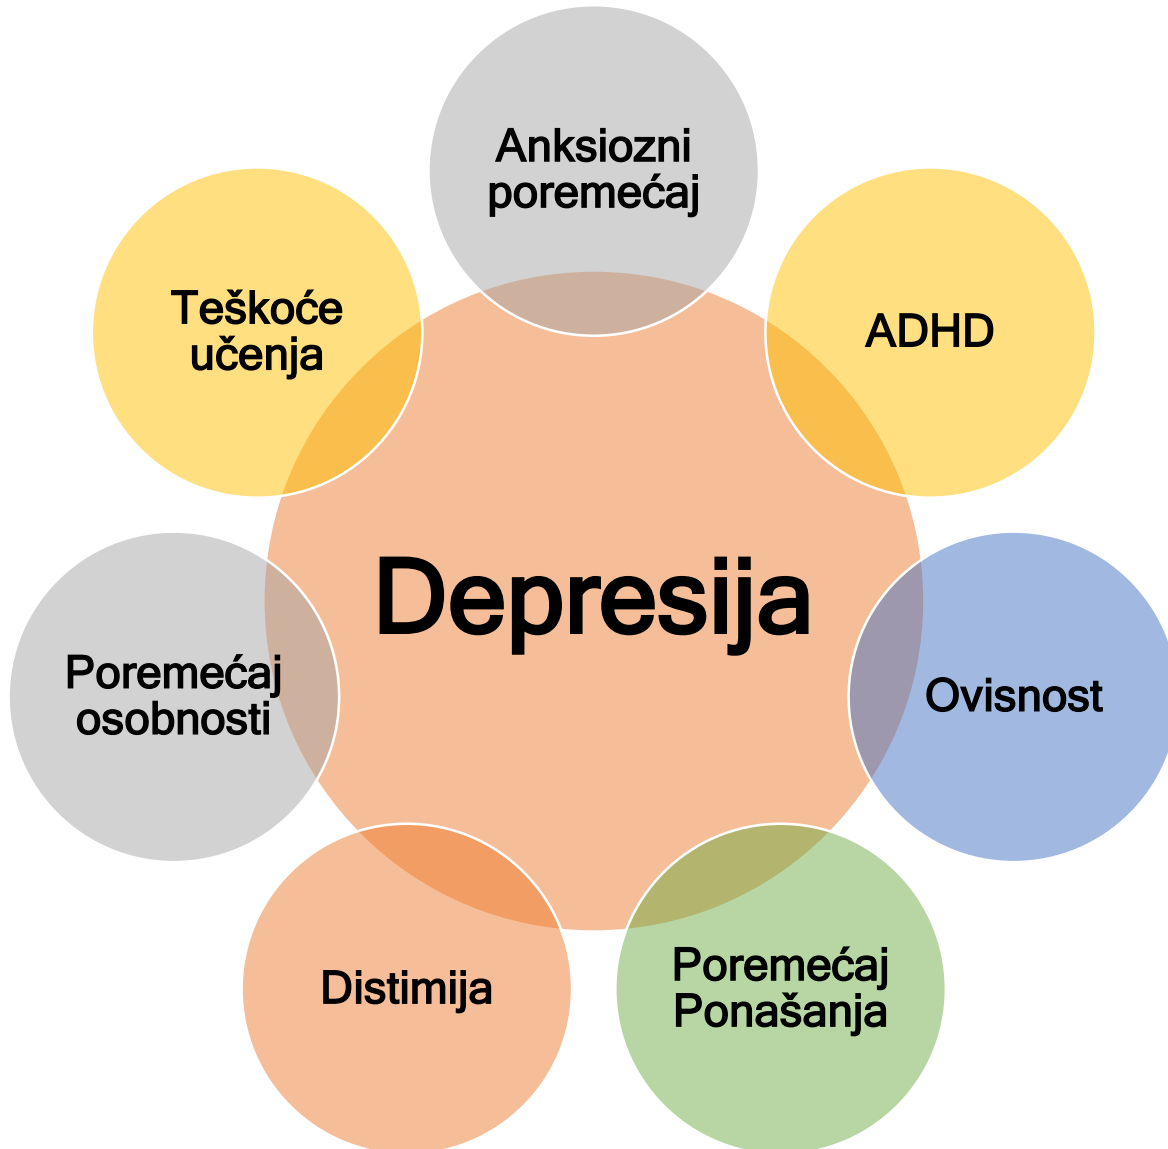 Anksiozni
poremećaj
ADHD
Ovisnost
Poremećaj
Ponašanja
Distimija
Poremećaj
osobnosti
Teškoće
učenja
Depresija